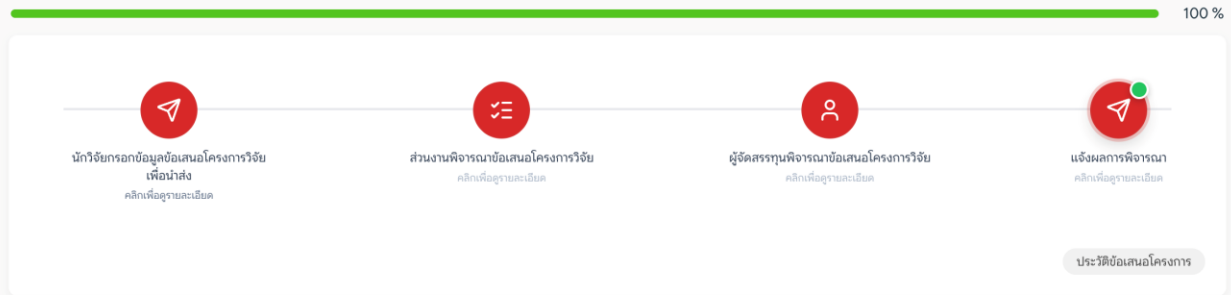 100 %
นักวิจัยกรอกข้อมูลข้อเสนอโครงการวิจัย
เพื่อนำส่ง
คลิกเพื่อดูรายละเอียด
ส่วนงานพิจารณาข้อเสนอโครงการวิจัย
คลิกเพื่อดูรายละเอียด
ผู้จัดสรรทุนพิจารณาข้อเสนอโครงการวิจัย
คลิกเพื่อดูรายละเอียด
แจ้งผลการพิจารณา
คลิกเพื่อดูรายละเอียด
ประวัติข้อเสนอโครงการ